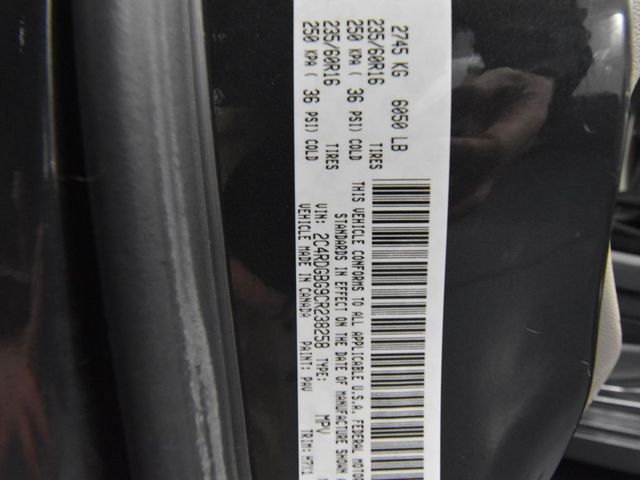 2745 KG 6050 LB
235/60R16 TIRES
250 KPA ( 36 PSI) COLD
235/60R16 TIRES
250 KPA ( 36 PSI) COLD
THIS VEHICLE CONFORMS TO ALL APPLICABLE U.S.A. FEDERAL MOTOR
STANDARDS IN EFFECT ON THE DATE OF MANUFACTURE SHOWN
VIN: 2C4RDGBG9CR238258 TYPE: MPV
VEHICLE MADE IN CANADA PAINT: PAV TRIM: